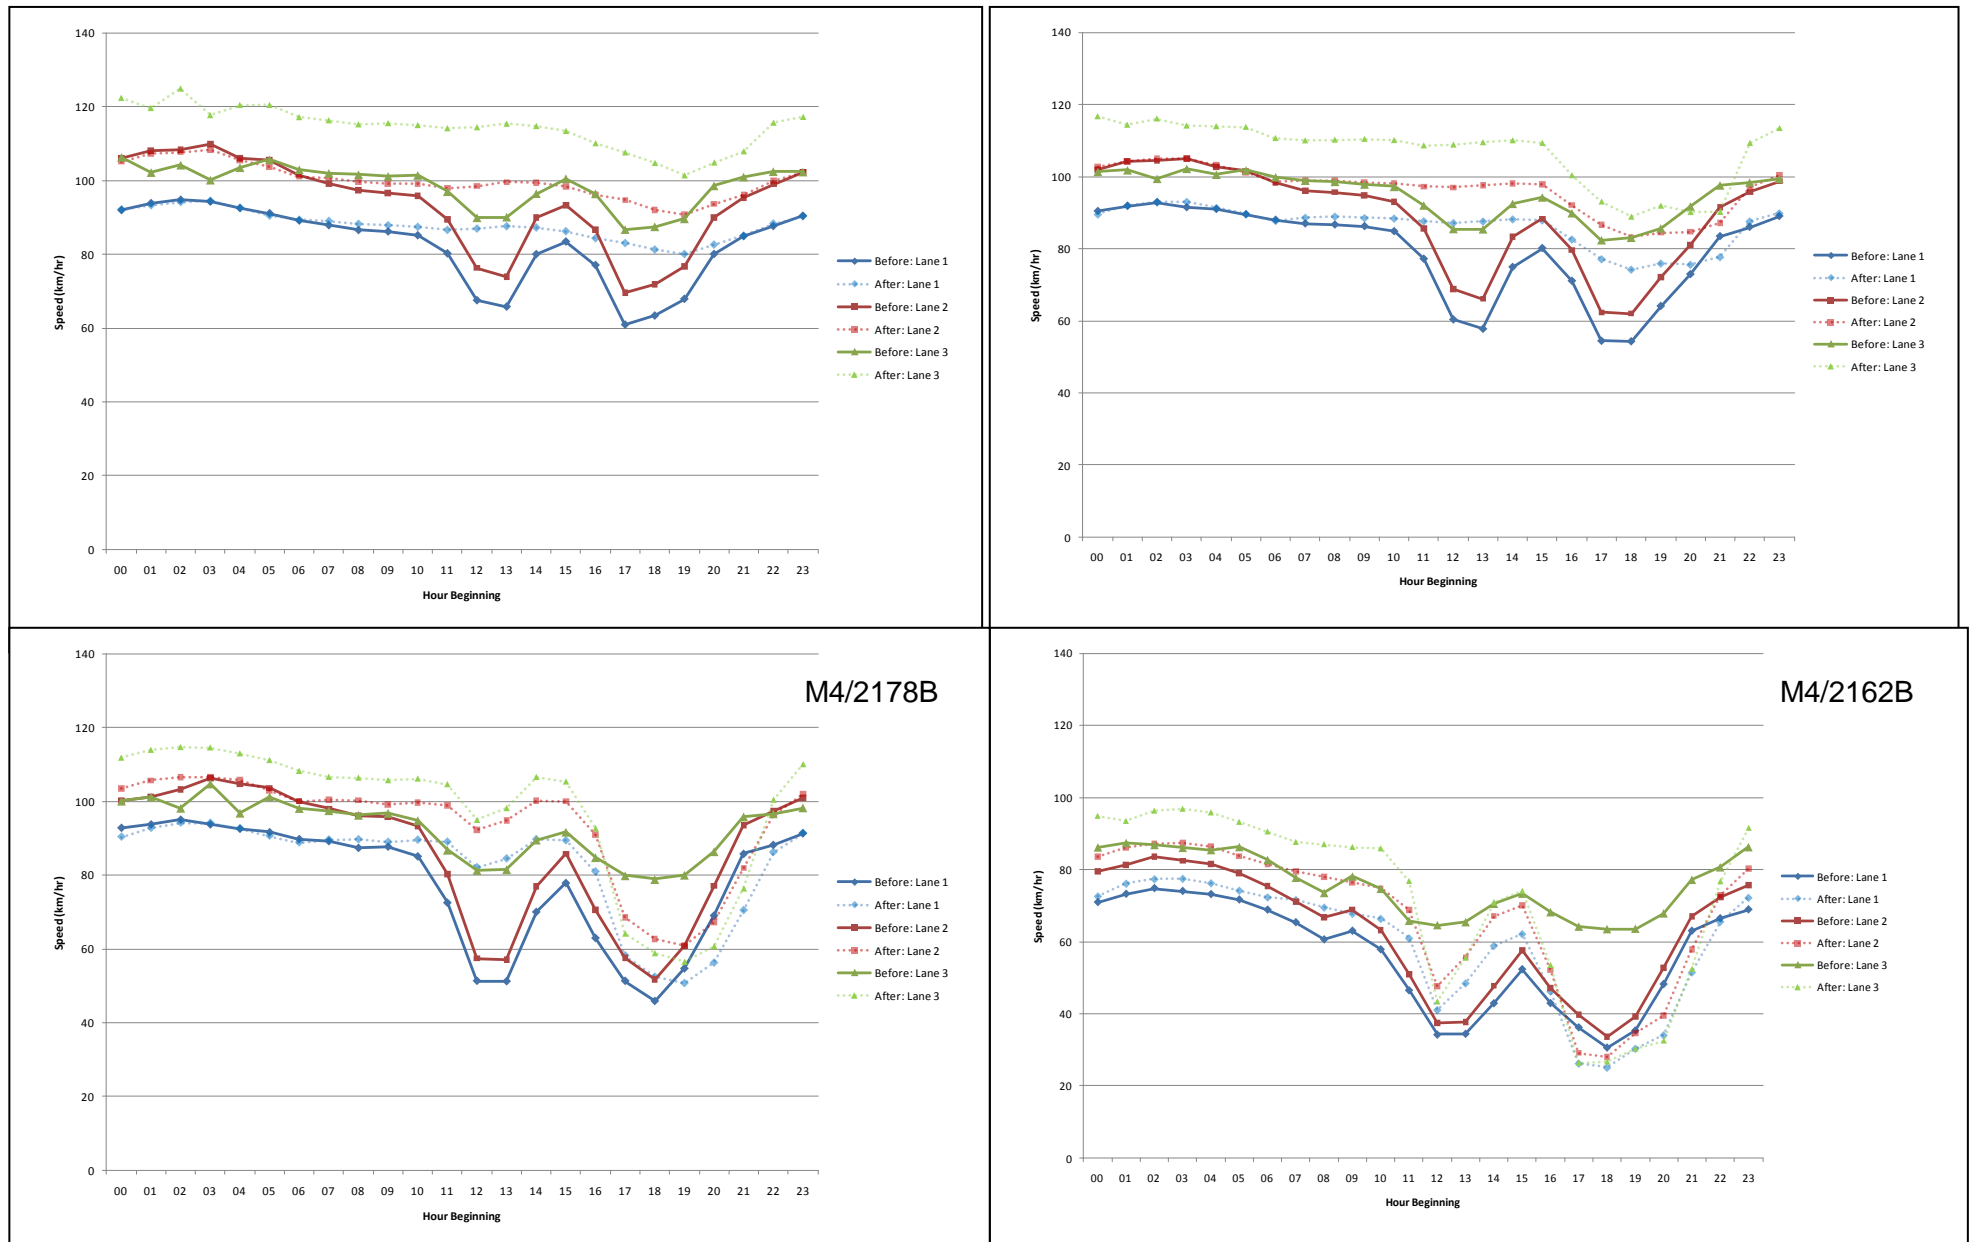 140
120
100
80
60
40
20
0
Speed (km/hr)
00 01 02 03 04 05 06 07 08 09 10 11 12 13 14 15 16 17 18 19 20 21 22 23
Hour Beginning
Before: Lane 1
After: Lane 1
Before: Lane 2
After: Lane 2
Before: Lane 3
After: Lane 3
140
120
100
80
60
40
20
0
Speed (km/hr)
00 01 02 03 04 05 06 07 08 09 10 11 12 13 14 15 16 17 18 19 20 21 22 23
Hour Beginning
Before: Lane 1
After: Lane 1
Before: Lane 2
After: Lane 2
Before: Lane 3
After: Lane 3
M4/2178B
140
120
100
80
60
40
20
0
Speed (km/hr)
00 01 02 03 04 05 06 07 08 09 10 11 12 13 14 15 16 17 18 19 20 21 22 23
Hour Beginning
Before: Lane 1
After: Lane 1
Before: Lane 2
After: Lane 2
Before: Lane 3
After: Lane 3
M4/2162B
140
120
100
80
60
40
20
0
Speed (km/hr)
00 01 02 03 04 05 06 07 08 09 10 11 12 13 14 15 16 17 18 19 20 21 22 23
Hour Beginning
Before: Lane 1
After: Lane 1
Before: Lane 2
After: Lane 2
Before: Lane 3
After: Lane 3